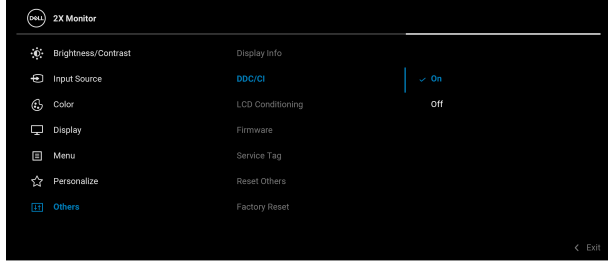 DELL 2X Monitor
Brightness/Contrast Display Info
Input Source DDC/CI On
Color LCD Conditioning Off
Display Firmware
Menu Service Tag
Personalize Reset Others
Others Factory Reset
Exit